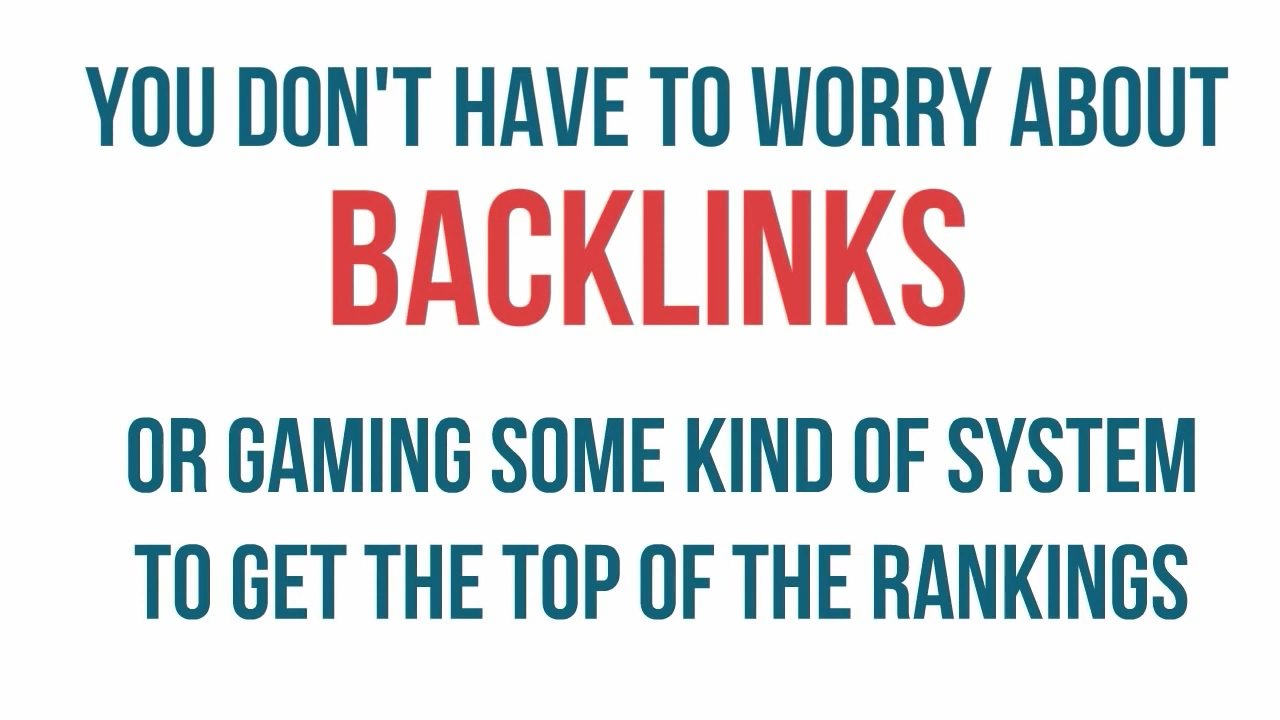 YOU DON'T HAVE TO WORRY ABOUT
BACKLINKS
OR GAMING SOME KIND OF SYSTEM
TO GET THE TOP OF THE RANKINGS